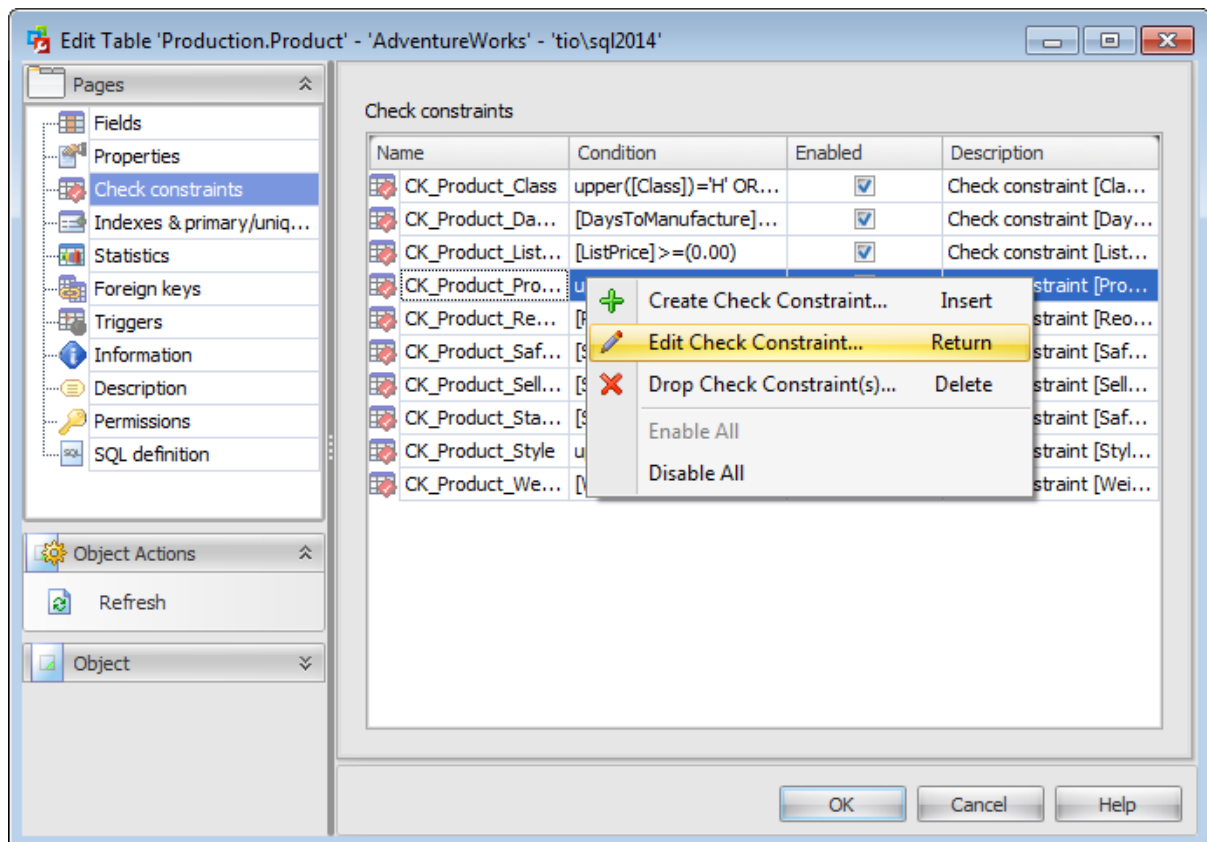 Edit Table 'Production.Product' - 'AdventureWorks' - 'tio\sql2014'
Pages
Fields
Properties
Check constraints
Indexes & primary/uniq...
Statistics
Foreign keys
Triggers
Information
Description
Permissions
SQL definition
Object Actions
Refresh
Object
Check constraints
Name Condition Enabled Description
CK_Product_Class upper([Class])='H' OR... Check constraint [Cla...
CK_Product_Da... [DaysToManufacture]... Check constraint [Day...
CK_Product_List... [ListPrice]>=(0.00) Check constraint [List...
CK_Product_Pro... u straint [Pro...
CK_Product_Re... straint [Reo...
CK_Product_Saf... [S straint [Saf...
CK_Product_Sell... [S straint [Sell...
CK_Product_Sta... [S straint [Saf...
CK_Product_Style u straint [Styl...
CK_Product_We... straint [Wei...
Create Check Constraint... Insert
Edit Check Constraint... Return
Drop Check Constraint(s)... Delete
Enable All
Disable All
OK Cancel Help